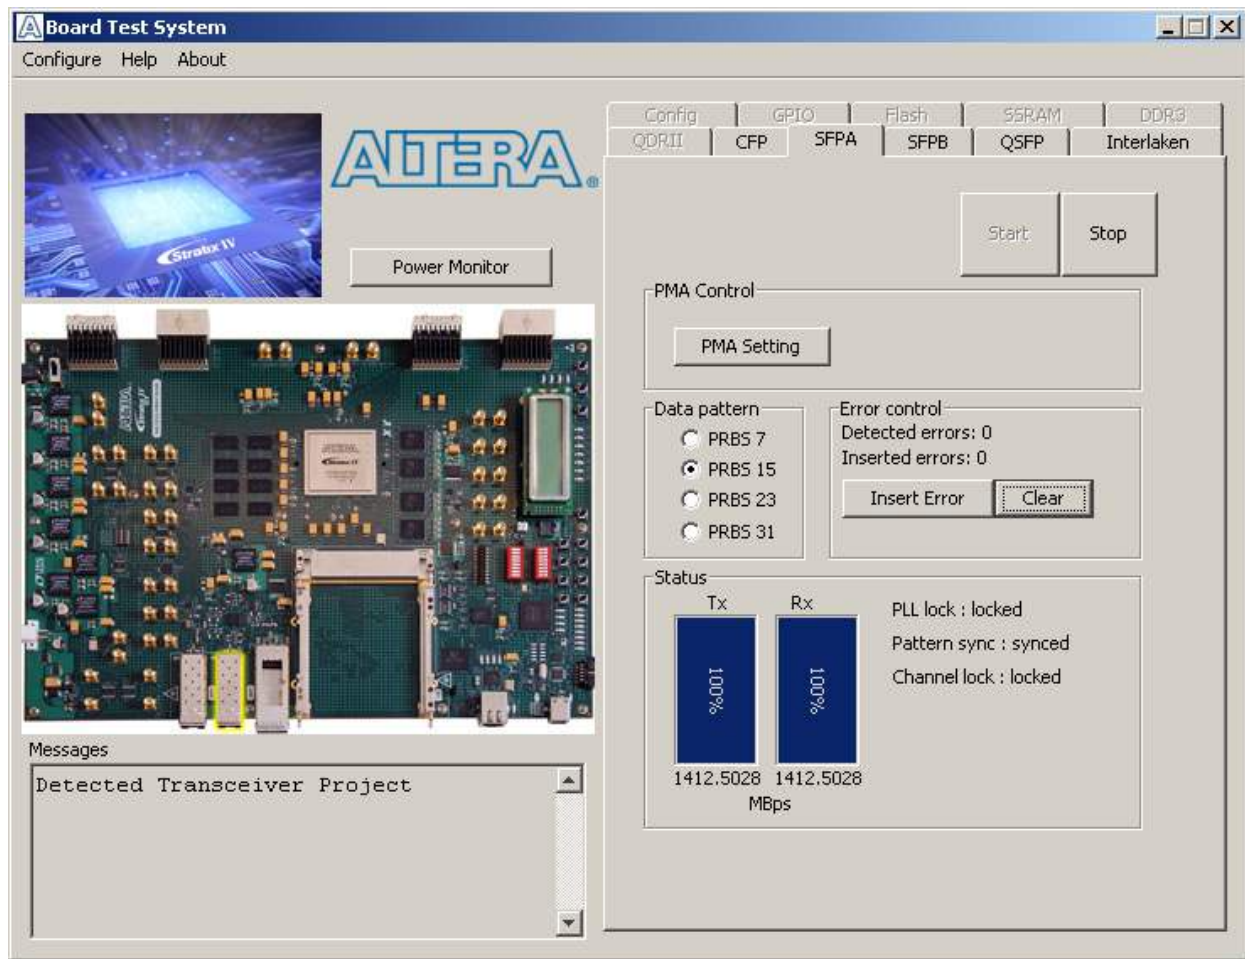 Board Test System
Configure Help About
Config GPIO Flash SSRAM DDR3
QDRII CFP SFPA SFPB QSFP Interlaken
ALTERA®
Stratix IV
Power Monitor
Start Stop
PMA Control
PMA Setting
Data pattern
PRBS 7
PRBS 15
PRBS 23
PRBS 31
Error control
Detected errors: 0
Inserted errors: 0
Insert Error Clear
Status
Tx Rx
100% 100%
1412.5028 1412.5028
MBps
PLL lock : locked
Pattern sync : synced
Channel lock : locked
Messages
Detected Transceiver Project